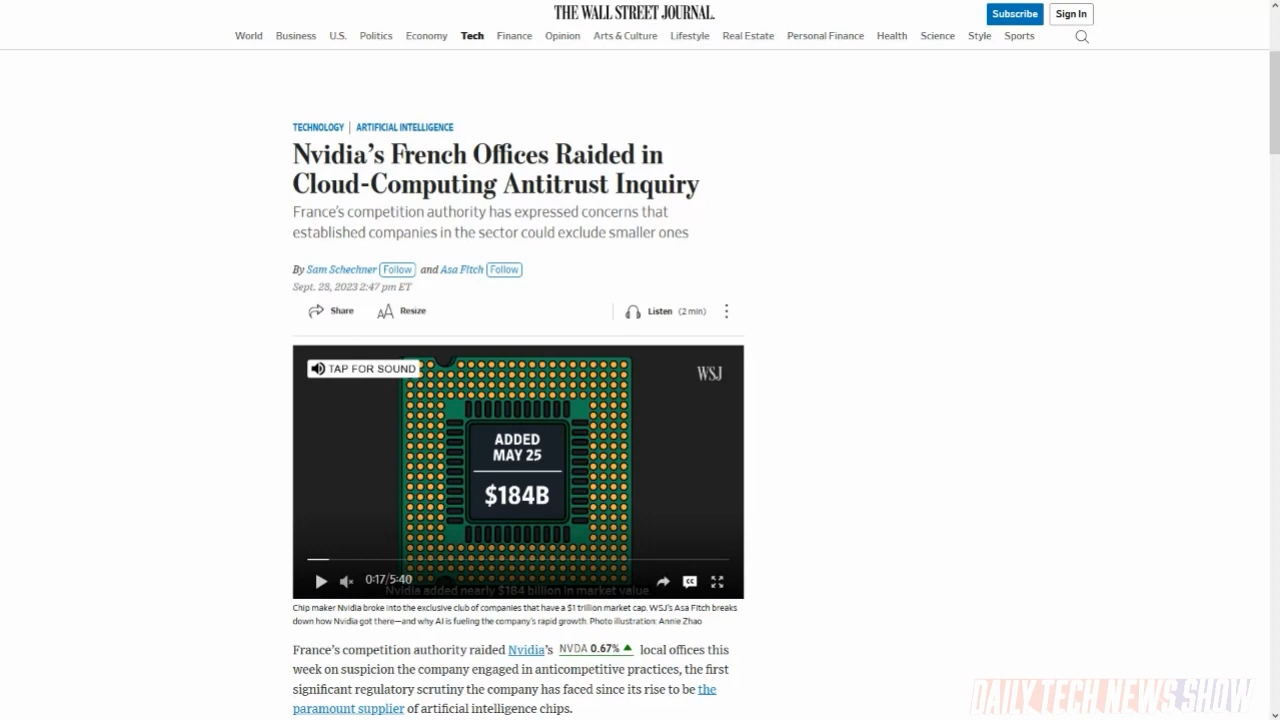 THE WALL STREET JOURNAL.
Subscribe
Sign In
World Business U.S. Politics Economy Tech Finance Opinion Arts & Culture Lifestyle Real Estate Personal Finance Health Science Style Sports
TECHNOLOGY | ARTIFICIAL INTELLIGENCE
Nvidia's French Offices Raided in
Cloud-Computing Antitrust Inquiry
France's competition authority has expressed concerns that
established companies in the sector could exclude smaller ones
By Sam Schechner Follow and Asa Fitch Follow
Sept. 28, 2023 2:47 pm ET
Share AA Resize Listen (2 min)
TAP FOR SOUND
WSJ
ADDED
MAY 25
$184B
0:17/5:40
CC
Nvidia added nearly $184 billion in market value
Chip maker Nvidia broke into the exclusive club of companies that have a $1 trillion market cap. WSJ's Asa Fitch breaks
down how Nvidia got there—and why AI is fueling the company's rapid growth. Photo illustration: Annie Zhao
France's competition authority raided Nvidia's NVDA 0.67% local offices this
week on suspicion the company engaged in anticompetitive practices, the first
significant regulatory scrutiny the company has faced since its rise to be the
paramount supplier of artificial intelligence chips.
DAILY TECH NEWS SHOW